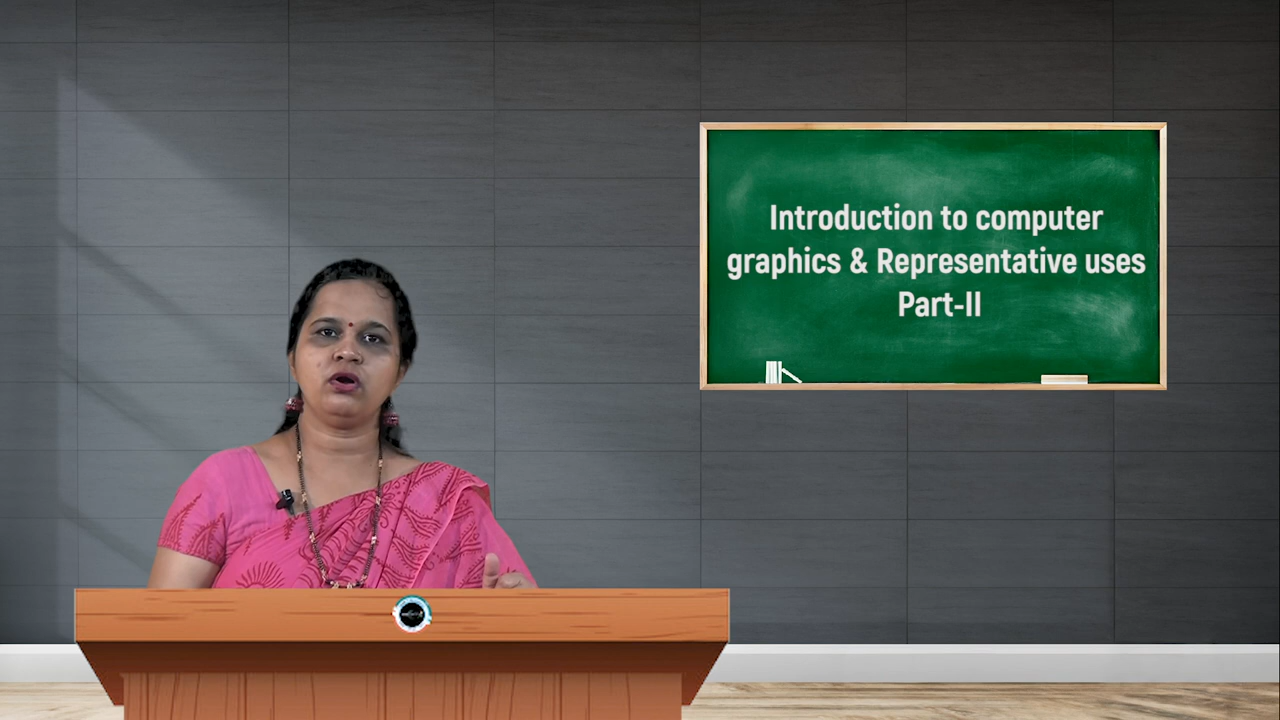 Introduction to computer
graphics & Representative uses
Part-II